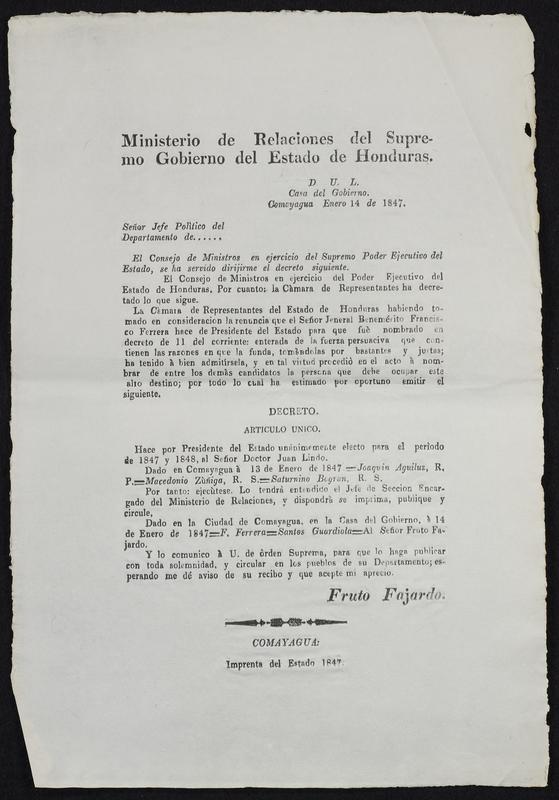 Ministerio de Relaciones del Supre-
mo Gobierno del Estado de Honduras.
D U. L.
Casa del Gobierno.
Comayagua Enero 14 de 1847.
Señor Jefe Politico del
Departamento de......
El Consejo de Ministros en ejercicio del Supremo Poder Ejecutivo del
Estado, se ha servido dirijirme el decreto siguiente.
El Consejo de Ministros en ejercicio del Poder Ejecutivo del
Estado de Honduras. Por cuanto: la Càmara de Representantes ha decre-
tado lo que sigue.
La Càmara de Representantes del Estado de Honduras habiendo to-
mado en consideracion la renuncia que el Señor Jeneral Benemérito Francis-
co Ferrera hace de Presidente del Estado para que fuè nombrado en
decreto de 11 del corriente: enterada de la fuerza persuaciva que con-
tienen las razones en que la funda, tomàndolas por bastantes y justas;
ha tenido à bien admitirsela, y en tal virtud procedió en el acto à nom-
brar de entre los demàs candidatos la persona que debe ocupar este
alto destino; por todo lo cual ha estimado por oportuno emitir el
siguiente.
DECRETO.
ARTICULO UNICO.
Hace por Presidente del Estado unánimemente electo para el periodo
de 1847 y 1848, al Señor Doctor Juan Lindo.
Dado en Comayagua à 13 de Enero de 1847 =Joaquin Aguiluz, R,
P.=Macedonio Zùñiga, R. S.=Saturnino Bogran, R. S.
Por tanto: ejecùtese. Lo tendrà entendido el Jefe de Seccion Encar-
gado del Ministerio de Relaciones, y dispondrà se imprima, publique y
circule,
Dado en la Ciudad de Comayagua, en la Casa del Gobierno, à 14
de Enero de 1847=F. Ferrera=Santos Guardiola=Al Señor Fruto Fa-
jardo.
Y lo comunico à U. de òrden Suprema, para que lo haga publicar
con toda solemnidad, y circular en los pueblos de su Departamento; es-
perando me dé aviso de su recibo y que acepte mi aprecio.
Fruto Fajardo.
COMAYAGUA:
Imprenta del Estado 1847.